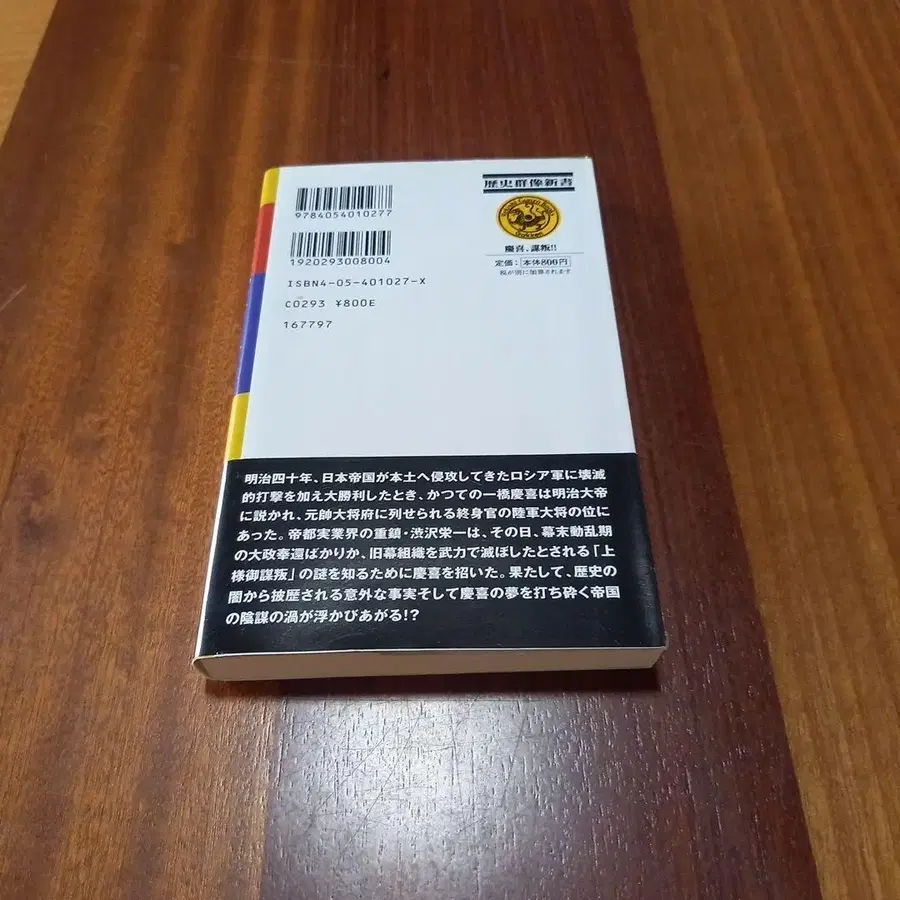 9784054010277
1920293008004
ISBN4-05-401027-X
C0293 ¥800E
167797
歴史群像新書
Gakken
慶喜、謀叛!!
定価：本体800円
税が別に加算されます
明治四十年、日本帝国が本土へ侵攻してきたロシア軍に壊滅
的打撃を加え大勝利したとき、かつての一橋慶喜は明治大帝
に説かれ、元帥大将府に列せられる終身官の陸軍大将の位に
あった。帝都実業界の重鎮・渋沢栄一は、その日、幕末動乱期
の大政奉還ばかりか、旧幕組織を武力で滅ぼしたとされる「上
様御謀叛」の謎を知るために慶喜を招いた。果たして、歴史の
闇から披歴される意外な事実そして慶喜の夢を打ち砕く帝国
の陰謀の渦が浮かびあがる!?